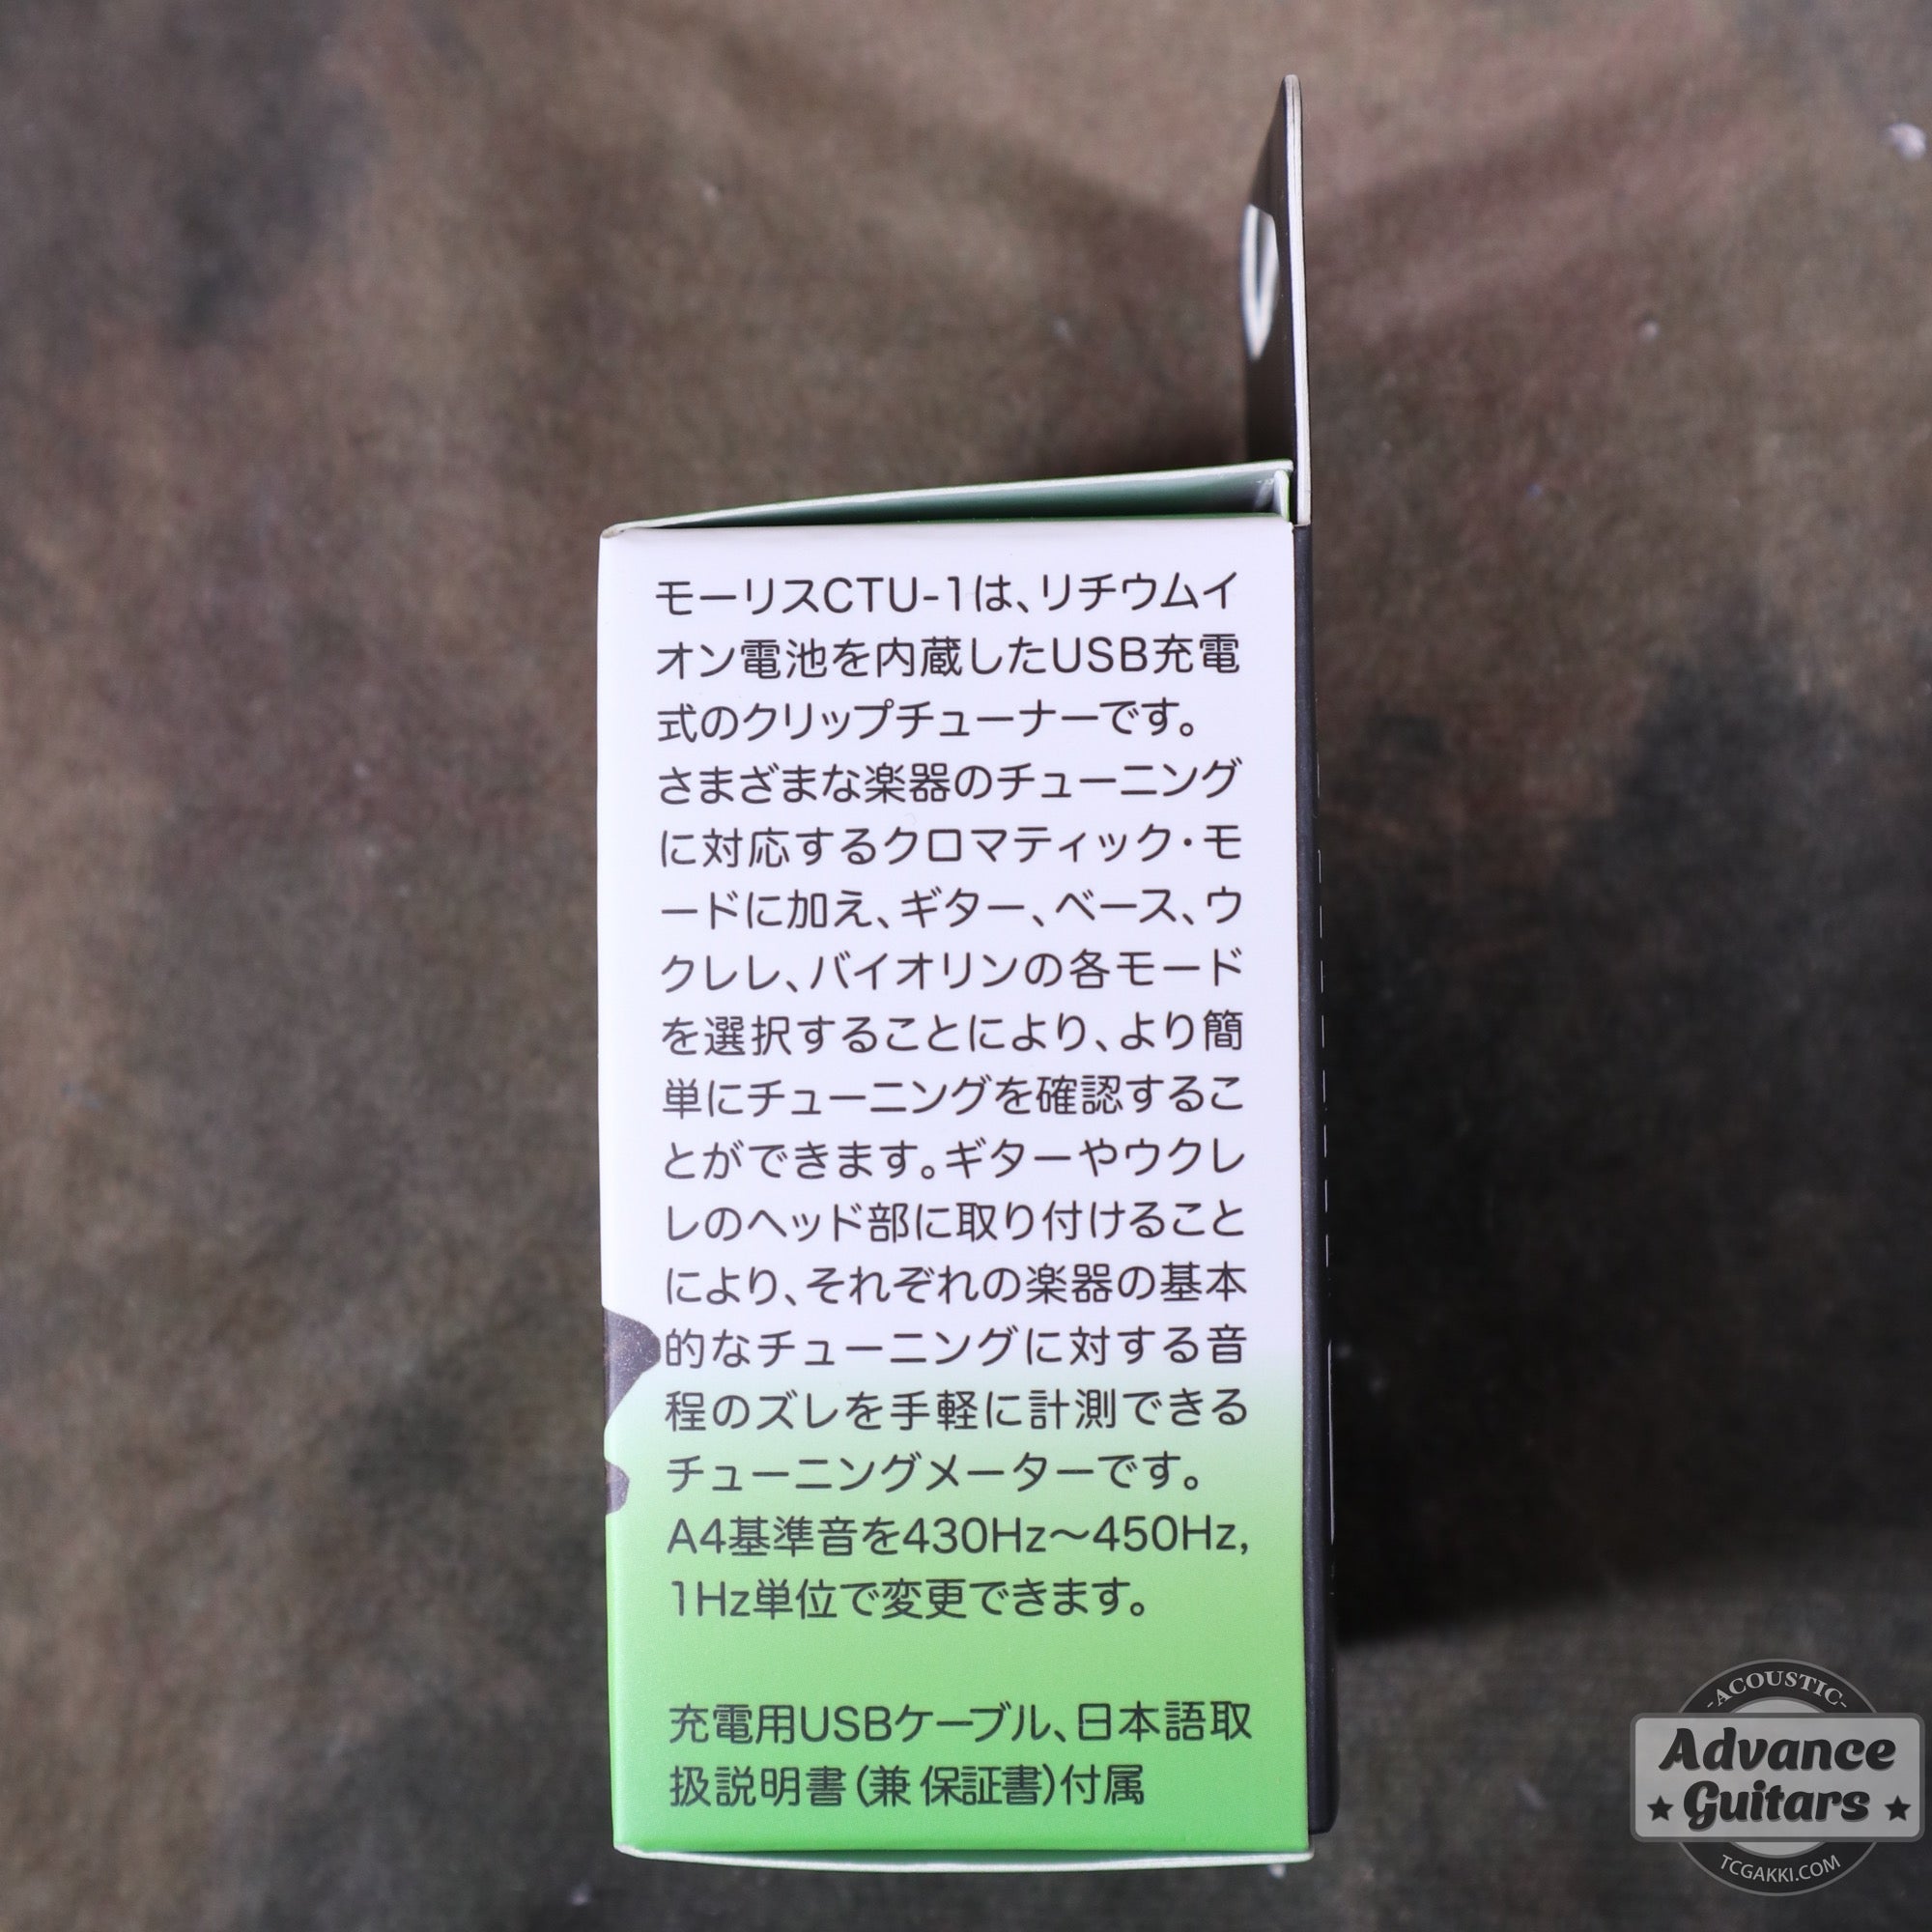 モーリスCTU-1は、リチウムイ
オン電池を内蔵したUSB充電
式のクリップチューナーです。
さまざまな楽器のチューニング
に対応するクロマティック・モ
ードに加え、ギター、ベース、ウ
クレレ、バイオリンの各モード
を選択することにより、より簡
単にチューニングを確認するこ
とができます。ギターやウクレ
レのヘッド部に取り付けること
により、それぞれの楽器の基本
的なチューニングに対する音
程のズレを手軽に計測できる
チューニングメーターです。
A4基準音を430Hz〜450Hz,
1Hz単位で変更できます。
充電用USBケーブル、日本語取
扱説明書(兼 保証書)付属
-ACOUSTIC-
Advance
Guitars
TCGAKKI.COM